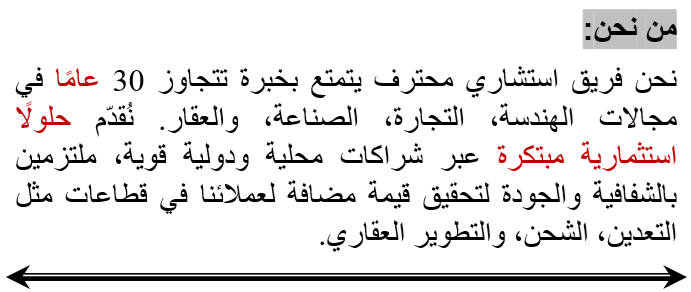 من نحن:
نحن فريق استشاري محترف يتمتع بخبرة تتجاوز 30 عامًا في
مجالات الهندسة، التجارة، الصناعة، والعقار. نُقدّم حلولًا
استثمارية مبتكرة عبر شراكات محلية ودولية قوية، ملتزمين
بالشفافية والجودة لتحقيق قيمة مضافة لعملائنا في قطاعات مثل
التعدين، الشحن، والتطوير العقاري.